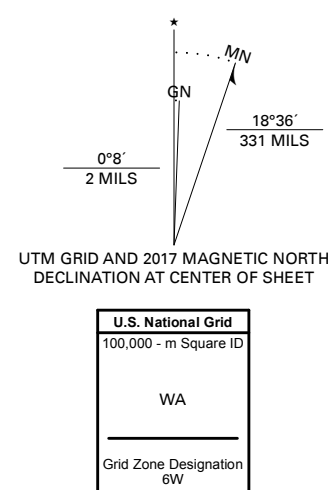 ★
MN
GN
18°36´
331 MILS
0°8´
2 MILS
UTM GRID AND 2017 MAGNETIC NORTH
DECLINATION AT CENTER OF SHEET
U.S. National Grid
100,000 - m Square ID
WA
Grid Zone Designation
6W